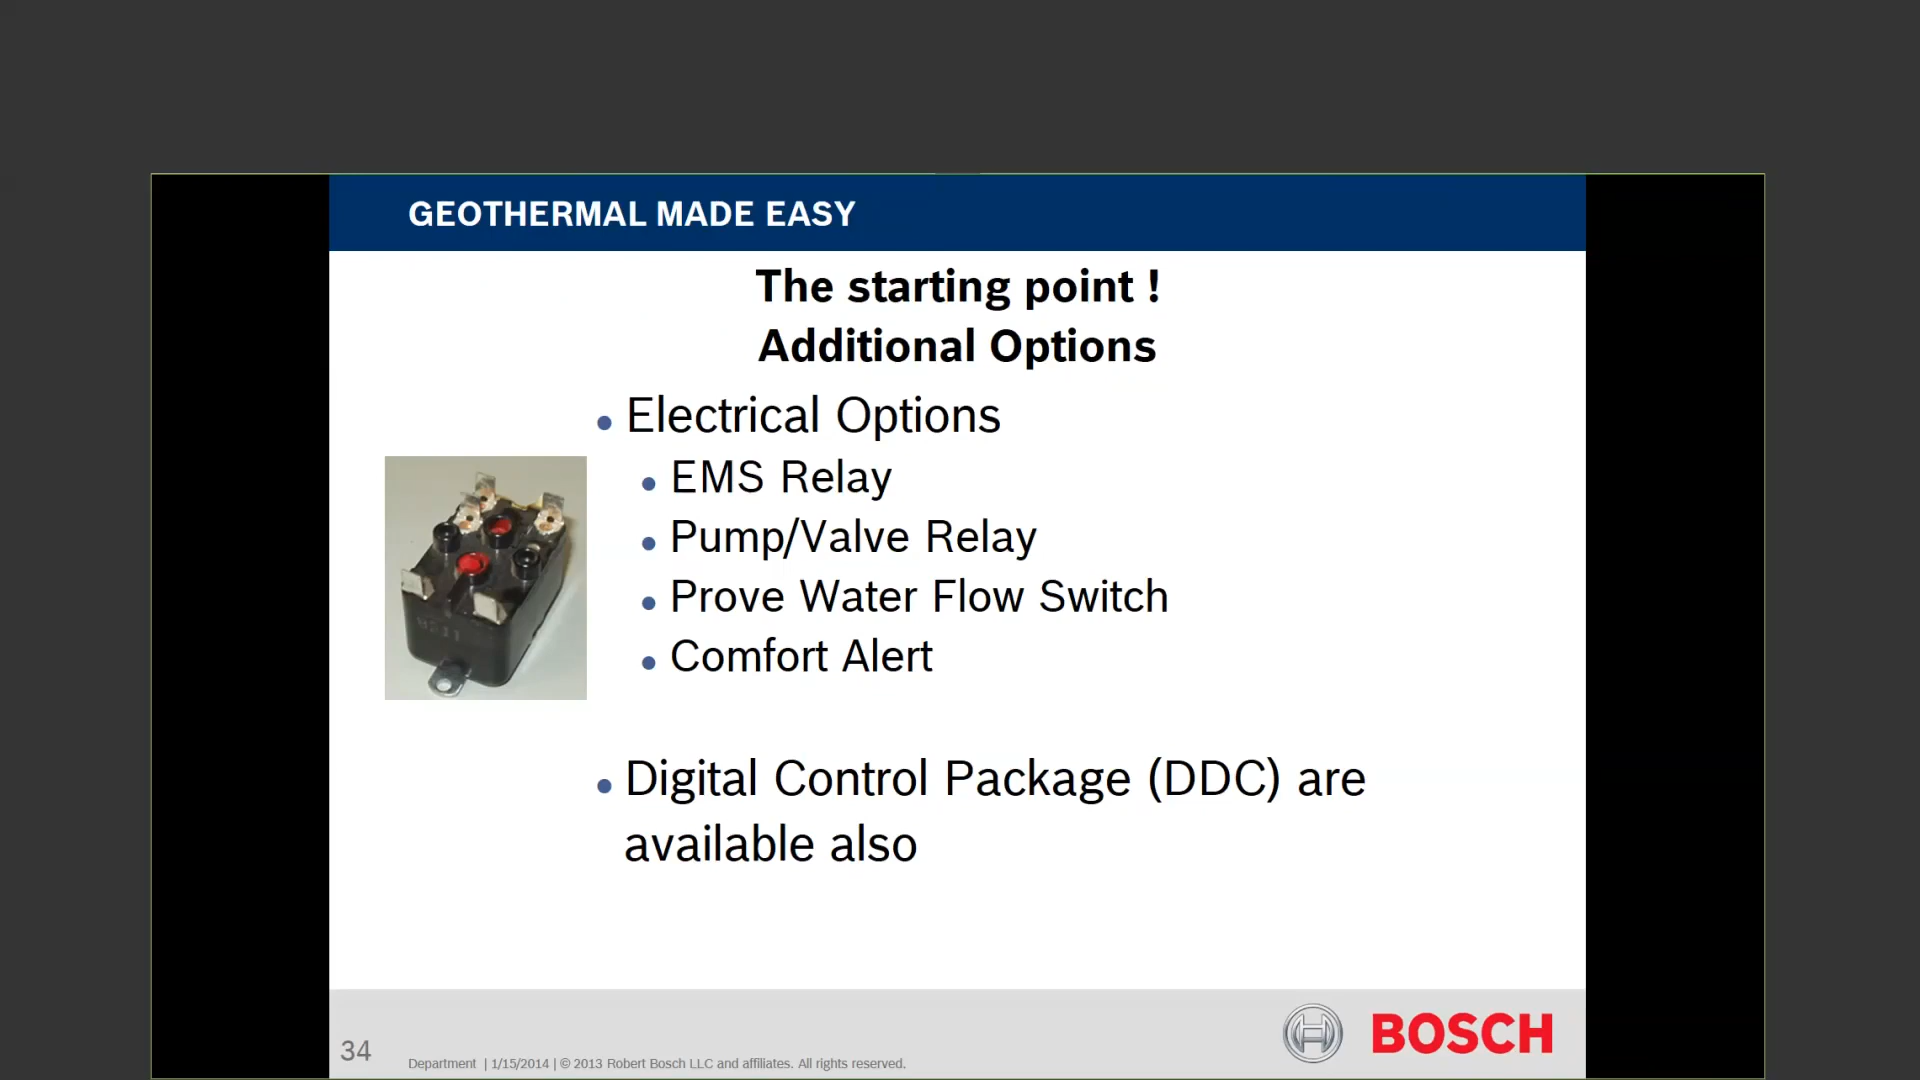 GEOTHERMAL MADE EASY
The starting point !
Additional Options
• Electrical Options
• EMS Relay
• Pump/Valve Relay
• Prove Water Flow Switch
• Comfort Alert
• Digital Control Package (DDC) are
available also
34
Department | 1/15/2014 | © 2013 Robert Bosch LLC and affiliates. All rights reserved.
BOSCH